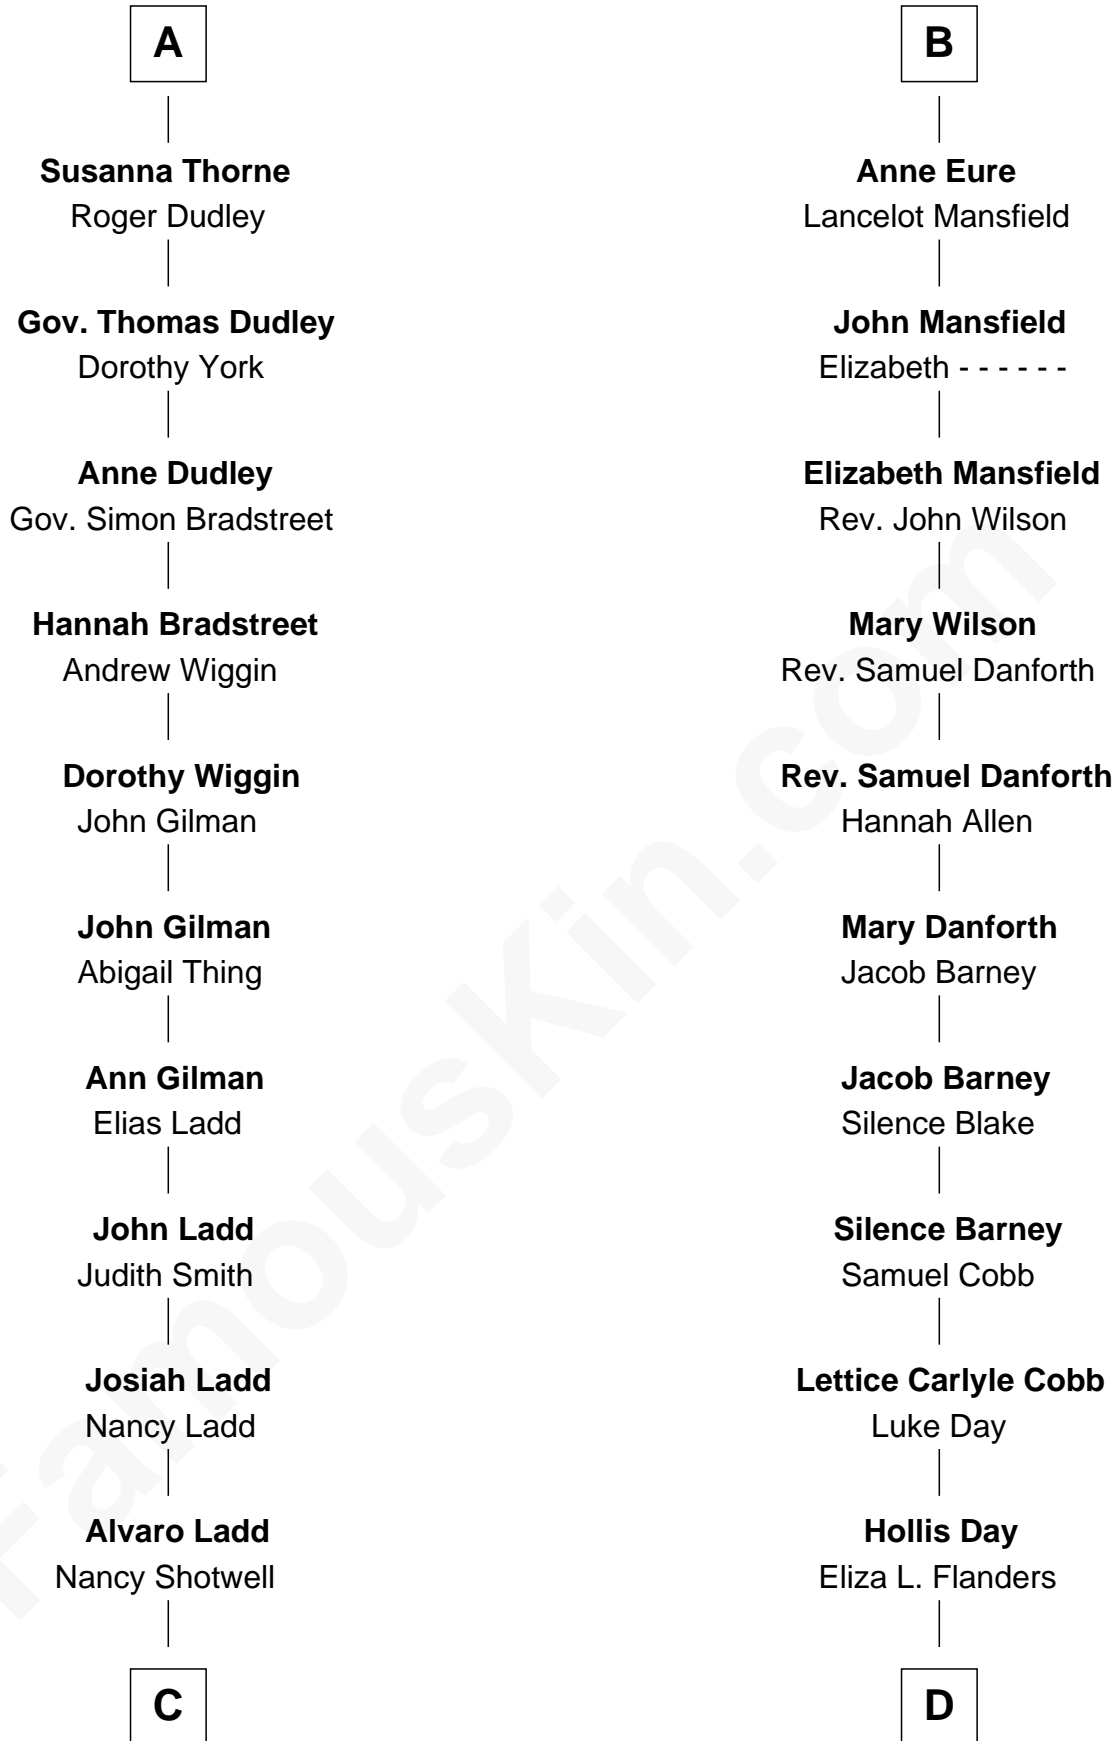 A
Susanna Thorne
Roger Dudley
Gov. Thomas Dudley
Dorothy York
Anne Dudley
Gov. Simon Bradstreet
Hannah Bradstreet
Andrew Wiggin
Dorothy Wiggin
John Gilman
John Gilman
Abigail Thing
Ann Gilman
Elias Ladd
John Ladd
Judith Smith
Josiah Ladd
Nancy Ladd
Alvaro Ladd
Nancy Shotwell
C
B
Anne Eure
Lancelot Mansfield
John Mansfield
Elizabeth - - - - - -
Elizabeth Mansfield
Rev. John Wilson
Mary Wilson
Rev. Samuel Danforth
Rev. Samuel Danforth
Hannah Allen
Mary Danforth
Jacob Barney
Jacob Barney
Silence Blake
Silence Barney
Samuel Cobb
Lettice Carlyle Cobb
Luke Day
Hollis Day
Eliza L. Flanders
D
FamousKin.com